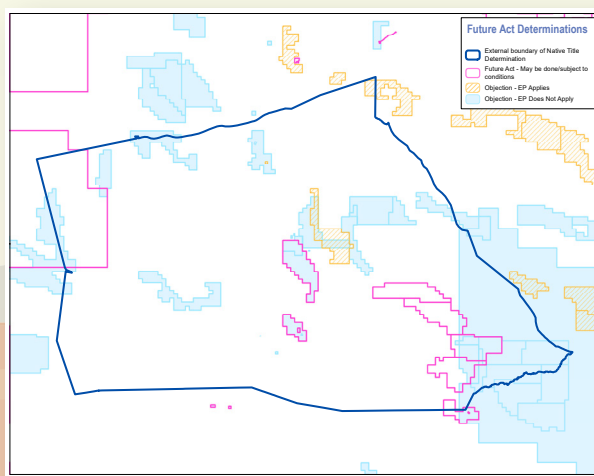 Future Act Determinations
External boundary of Native Title
Determination
Future Act - May be done/subject to
conditions
Objection - EP Applies
Objection - EP Does Not Apply